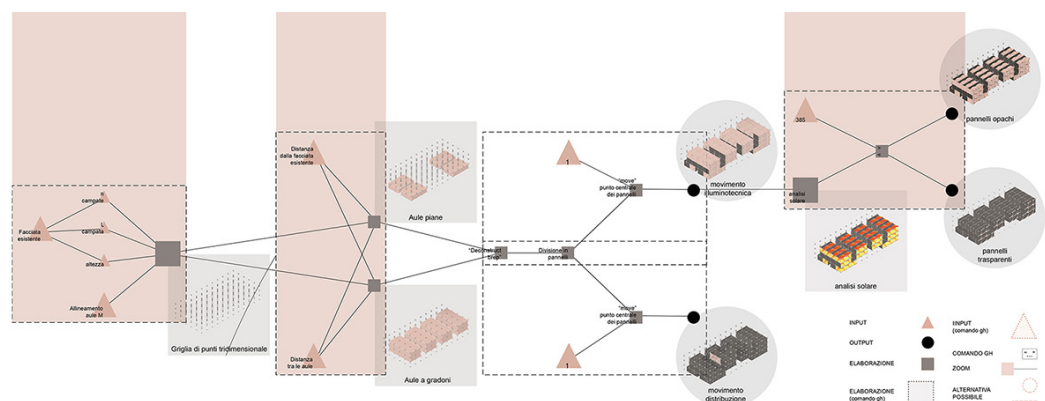 N
campata
Facciata
esistente
L
campata
altezza
Allineamento
aule M
Griglia di punti tridimensionale
Distanza
dalla facciata
esistente
Distanza
tra le aule
Aule piane
Aule a gradoni
"Deconstruct
brep"
Divisione in
pannelli
1
"move"
punto centrale
dei pannelli
movimento
illuminotecnica
"move"
punto centrale
dei pannelli
1
movimento
distribuzione
385
analisi
solare
analisi solare
pannelli opachi
pannelli
trasparenti
INPUT
IINPUT
(comando gh)
OUTPUT
COMANDO GH
ELABORAZIONE
ZOOM
ELABORAZIONE
(comando gh)
ALTERNATIVA
POSSIBILE